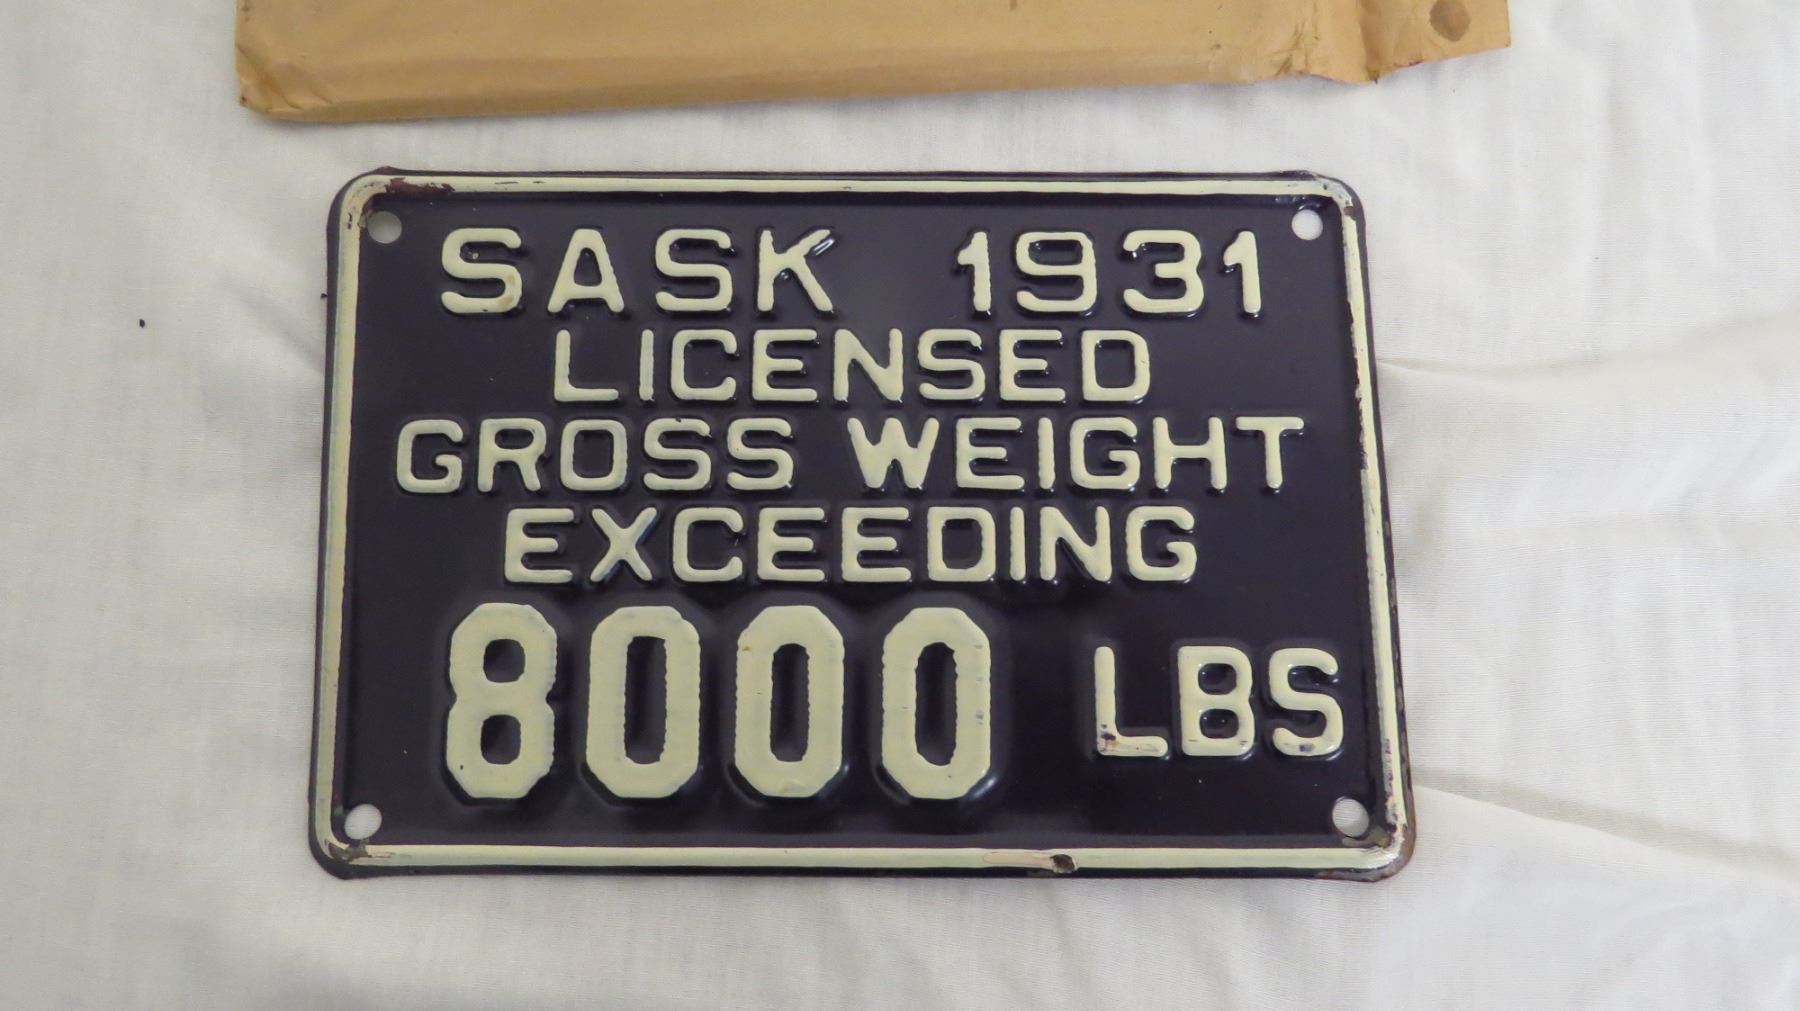 SASK 1931
LICENSED
GROSS WEIGHT
EXCEEDING
8000 LBS